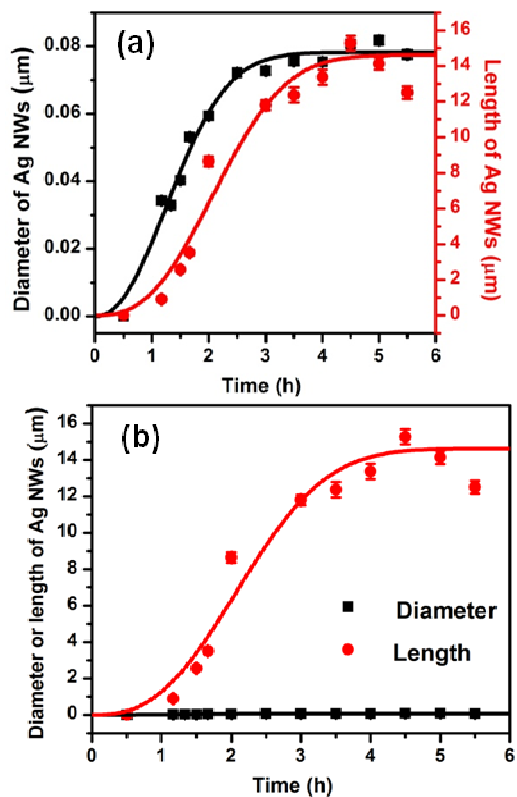 (a)
Diameter of Ag NWs (μm)
0.08
0.06
0.04
0.02
0.00
16
14
12
10
8
6
4
2
0
Length of Ag NWs (μm)
0 1 2 3 4 5 6
Time (h)
(b)
Diameter or length of Ag NWs (μm)
16
14
12
10
8
6
4
2
0
Diameter
Length
0 1 2 3 4 5 6
Time (h)